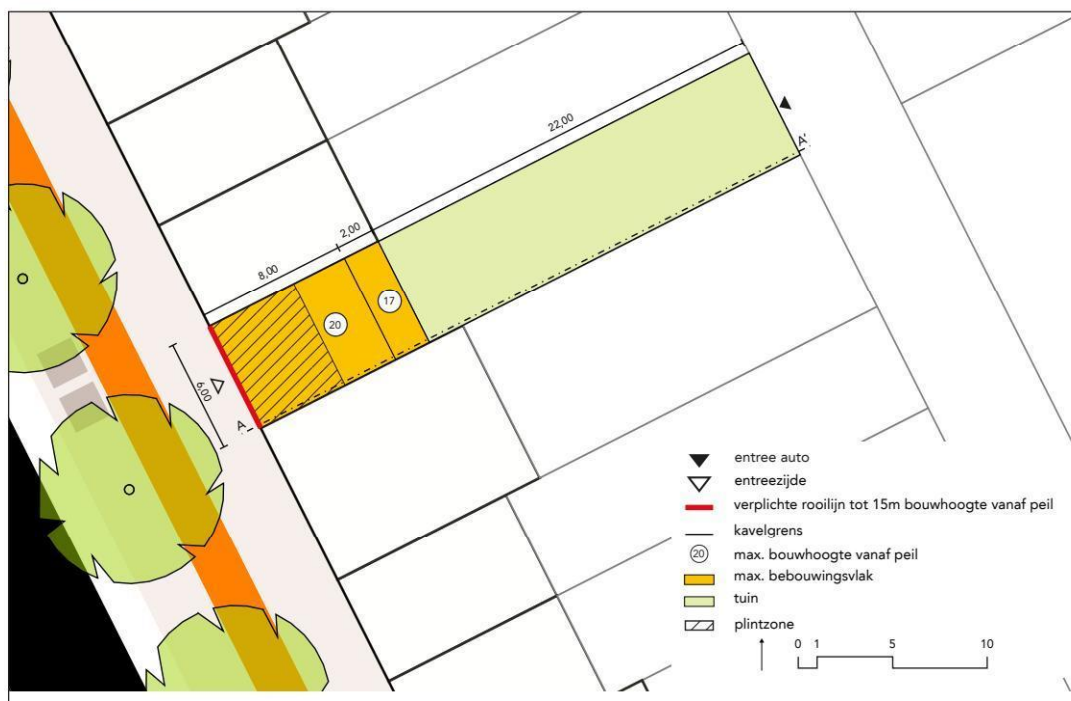 22,00
A'
2,00
8,00
17
20
6,00
A
entree auto
entreezijde
verplichte rooilijn tot 15m bouwhoogte vanaf peil
kavelgrens
20 max. bouwhoogte vanaf peil
max. bebouwingsvlak
tuin
plintzone
0 1 5 10